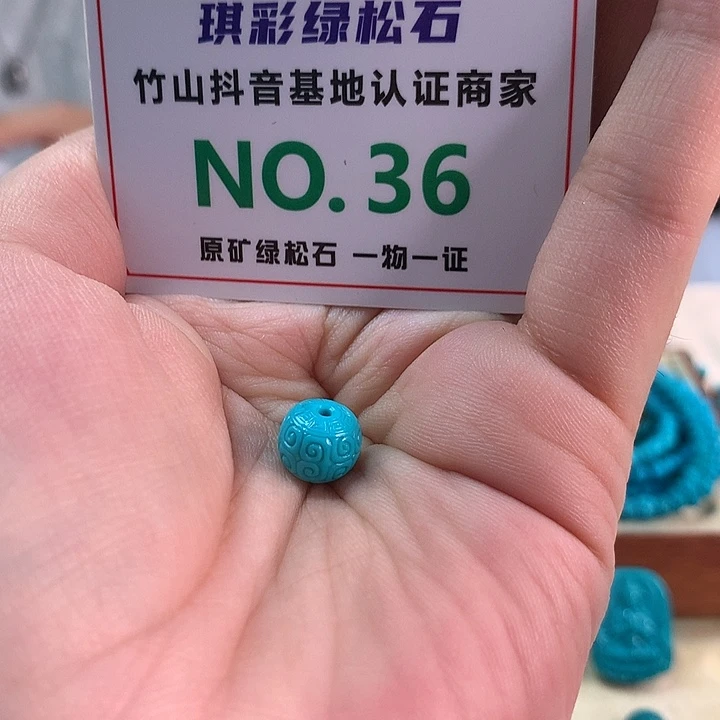 琪彩绿松石
竹山抖音基地认证商家
NO.36
原矿绿松石 一物一证